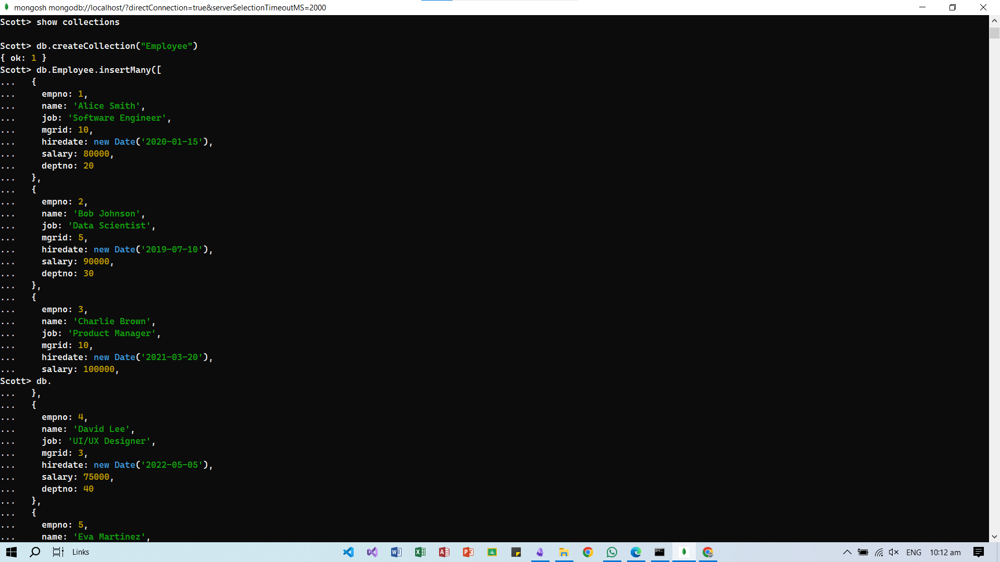 mongosh mongodb://localhost/?directConnection=true&serverSelectionTimeoutMS=2000
Scott> show collections
Scott> db.createCollection("Employee")
{ ok: 1 }
Scott> db.Employee.insertMany([
...   {
...     empno: 1,
...     name: 'Alice Smith',
...     job: 'Software Engineer',
...     mgrid: 10,
...     hiredate: new Date('2020-01-15'),
...     salary: 80000,
...     deptno: 20
...   },
...   {
...     empno: 2,
...     name: 'Bob Johnson',
...     job: 'Data Scientist',
...     mgrid: 5,
...     hiredate: new Date('2019-07-10'),
...     salary: 90000,
...     deptno: 30
...   },
...   {
...     empno: 3,
...     name: 'Charlie Brown',
...     job: 'Product Manager',
...     mgrid: 10,
...     hiredate: new Date('2021-03-20'),
...     salary: 100000,
Scott> db.
...   },
...   {
...     empno: 4,
...     name: 'David Lee',
...     job: 'UI/UX Designer',
...     mgrid: 3,
...     hiredate: new Date('2022-05-05'),
...     salary: 75000,
...     deptno: 40
...   },
...   {
...     empno: 5,
...     name: 'Eva Martinez',
Links ENG 10:12 am